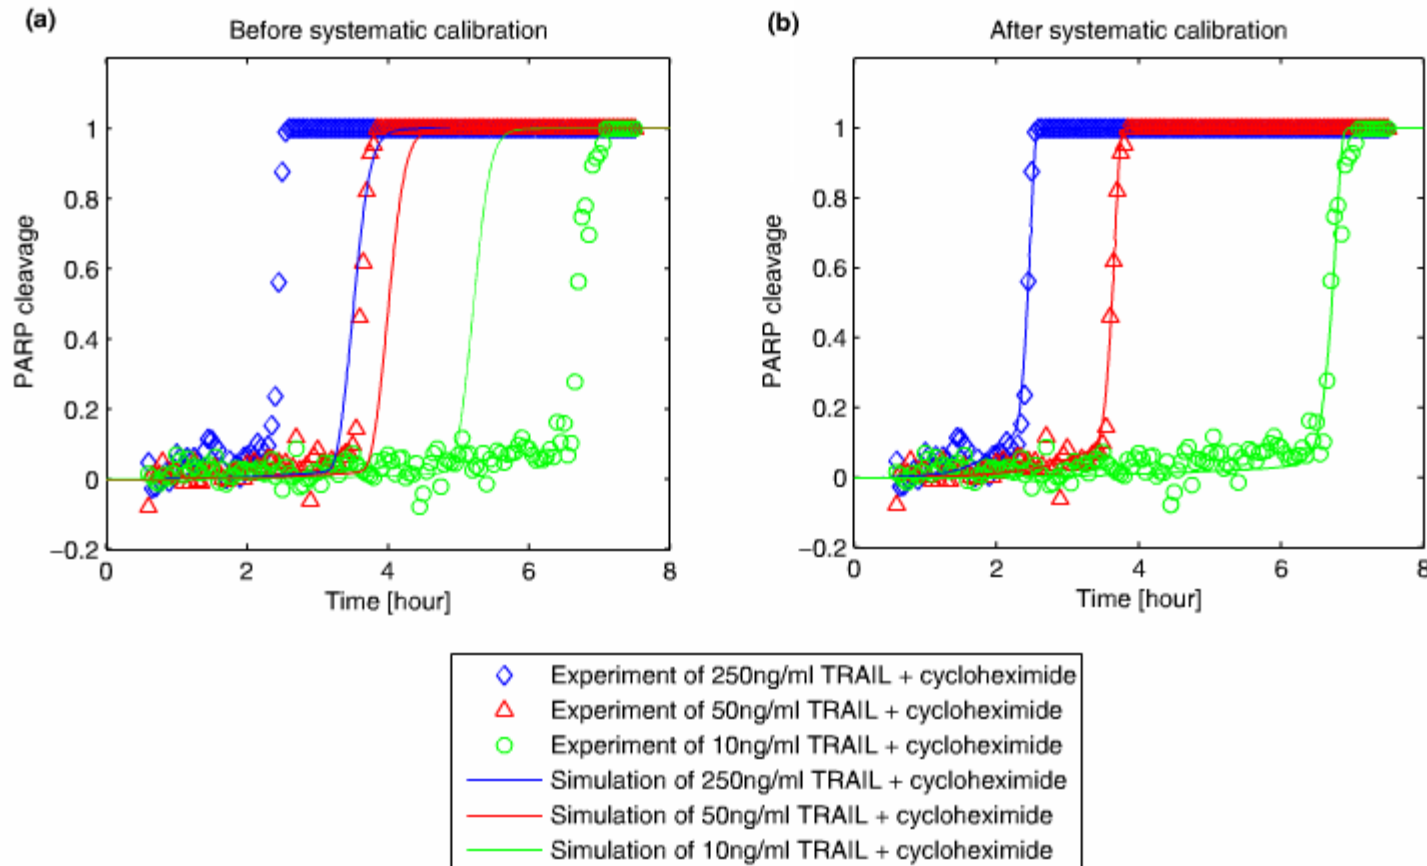 (a)
Before systematic calibration
1
0.8
0.6
0.4
0.2
0
−0.2
PARP cleavage
0 2 4 6 8
Time [hour]
(b)
After systematic calibration
1
0.8
0.6
0.4
0.2
0
−0.2
PARP cleavage
0 2 4 6 8
Time [hour]
Experiment of 250ng/ml TRAIL + cycloheximide
Experiment of 50ng/ml TRAIL + cycloheximide
Experiment of 10ng/ml TRAIL + cycloheximide
Simulation of 250ng/ml TRAIL + cycloheximide
Simulation of 50ng/ml TRAIL + cycloheximide
Simulation of 10ng/ml TRAIL + cycloheximide